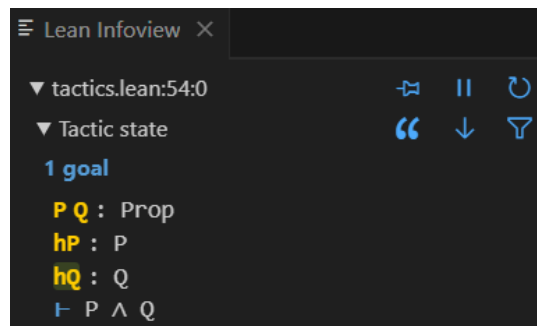 Lean Infoview
tactics.lean:54:0
Tactic state
1 goal
P Q : Prop
hP : P
hQ : Q
⊢ P ∧ Q